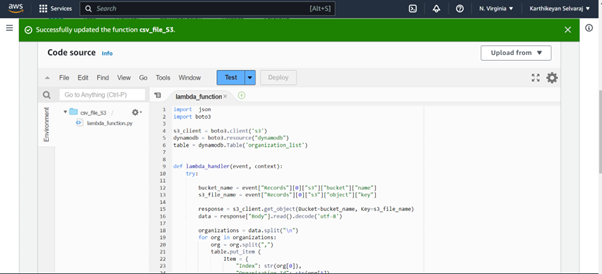 aws Services Search [Alt+S] N. Virginia Karthikeyan Selvaraj
Successfully updated the function csv_file_S3.
Code source Info Upload from
File Edit Find View Go Tools Window Test Deploy
Go to Anything (Ctrl-P) lambda_function
Environment
csv_file_S3 /
lambda_function.py
1 import json
2 import boto3
3
4 s3_client = boto3.client('s3')
5 dynamodb = boto3.resource("dynamodb")
6 table = dynamodb.Table('organization_list')
7
8
9 def lambda_handler(event, context):
10 try:
11
12 bucket_name = event["Records"][0]["s3"]["bucket"]["name"]
13 s3_file_name = event["Records"][0]["s3"]["object"]["key"]
14
15 response = s3_client.get_object(Bucket=bucket_name, Key=s3_file_name)
16 data = response["Body"].read().decode('utf-8')
17
18 organizations = data.split("\n")
19 for org in organizations:
20 org = org.split(",")
21 table.put_item (
22 Item = {
23 "Index": str(org[0]),